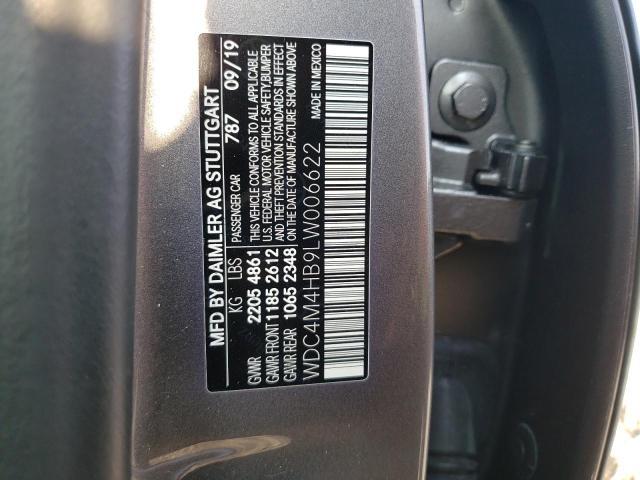 MFD BY DAIMLER AG STUTTGART
KG LBS PASSENGER CAR 787 09/19
GVWR 2205 4861 THIS VEHICLE CONFORMS TO ALL APPLICABLE
GAWR FRONT 1185 2612 U.S. FEDERAL MOTOR VEHICLE SAFETY,BUMPER
GAWR REAR 1065 2348 AND THEFT PREVENTION STANDARDS IN EFFECT
ON THE DATE OF MANUFACTURE SHOWN ABOVE
MADE IN MEXICO
WDC4M4HB9LW006622